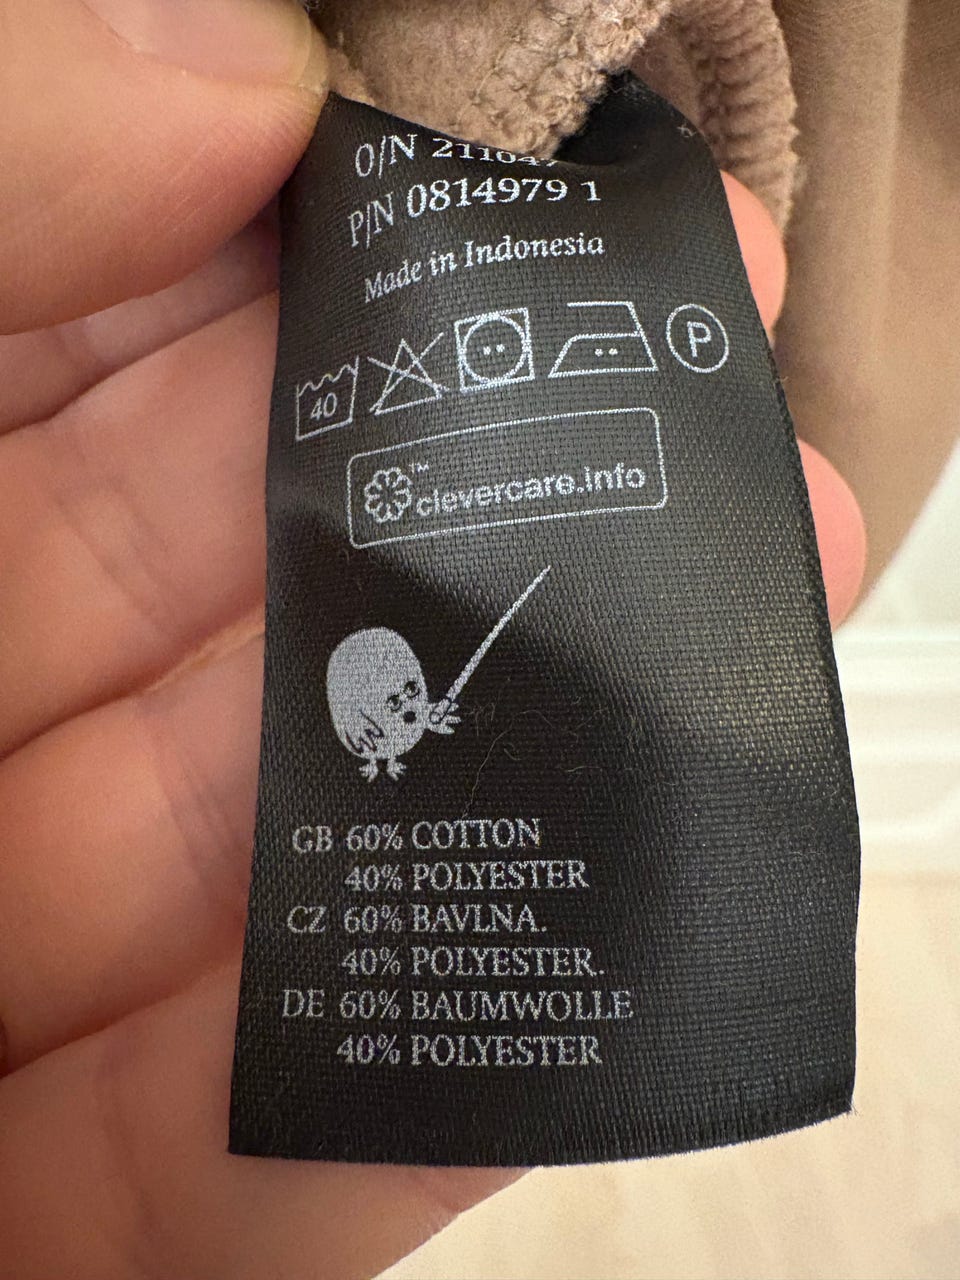 O/N
P/N 0814979 1
Made in Indonesia
40
P
™
clevercare.info
GB 60% COTTON
40% POLYESTER
CZ 60% BAVLNA.
40% POLYESTER.
DE 60% BAUMWOLLE
40% POLYESTER